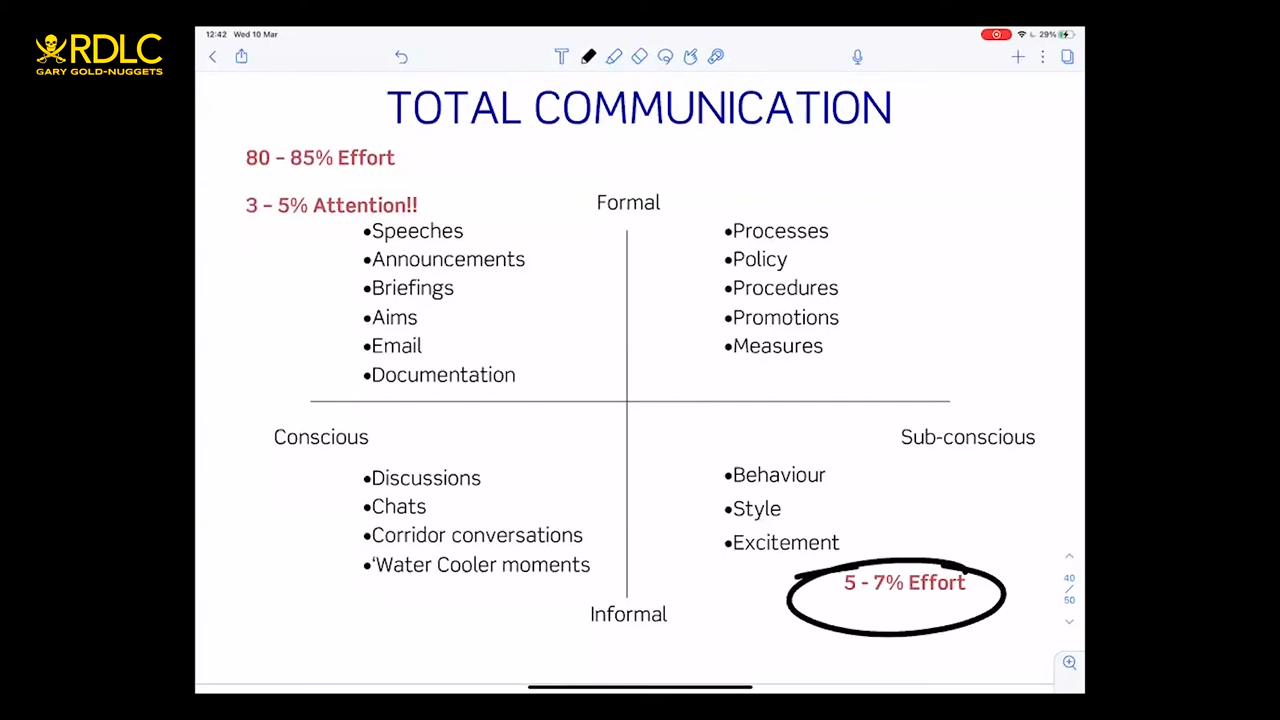 RDLC
GARY GOLD-NUGGETS
12:42 Wed 10 Mar
29%
TOTAL COMMUNICATION
80 – 85% Effort
3 – 5% Attention!!
Formal
•Speeches
•Announcements
•Briefings
•Aims
•Email
•Documentation
•Processes
•Policy
•Procedures
•Promotions
•Measures
Conscious
Sub-conscious
•Discussions
•Chats
•Corridor conversations
•‘Water Cooler moments
•Behaviour
•Style
•Excitement
5 - 7% Effort
Informal
40
/
50